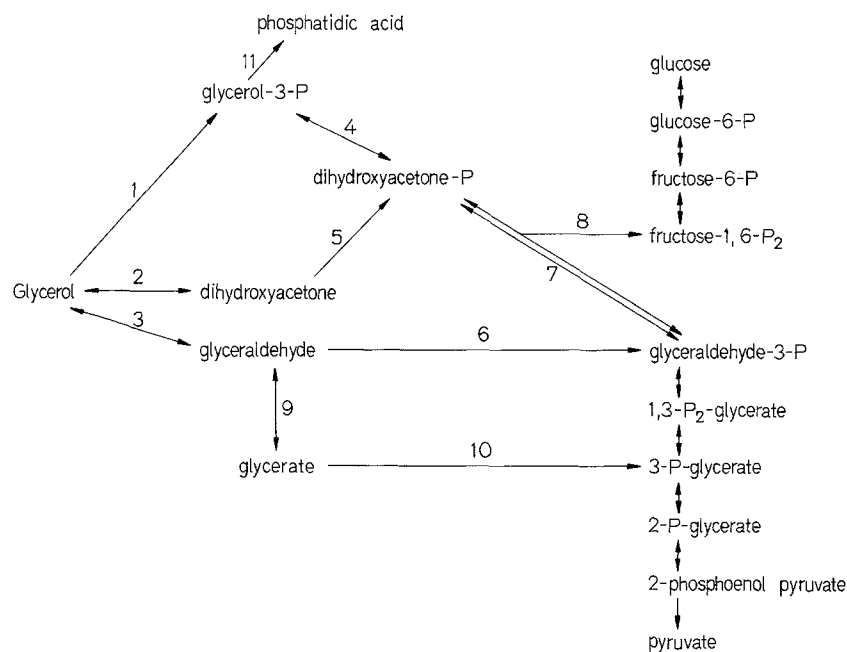 phosphatidic acid
11
glycerol-3-P
glucose
4
glucose-6-P
1
dihydroxyacetone-P
fructose-6-P
5
8
fructose-1,6-P₂
7
Glycerol
2
dihydroxyacetone
3
glyceraldehyde
6
glyceraldehyde-3-P
9
1,3-P₂-glycerate
glycerate
10
3-P-glycerate
2-P-glycerate
2-phosphoenol pyruvate
pyruvate